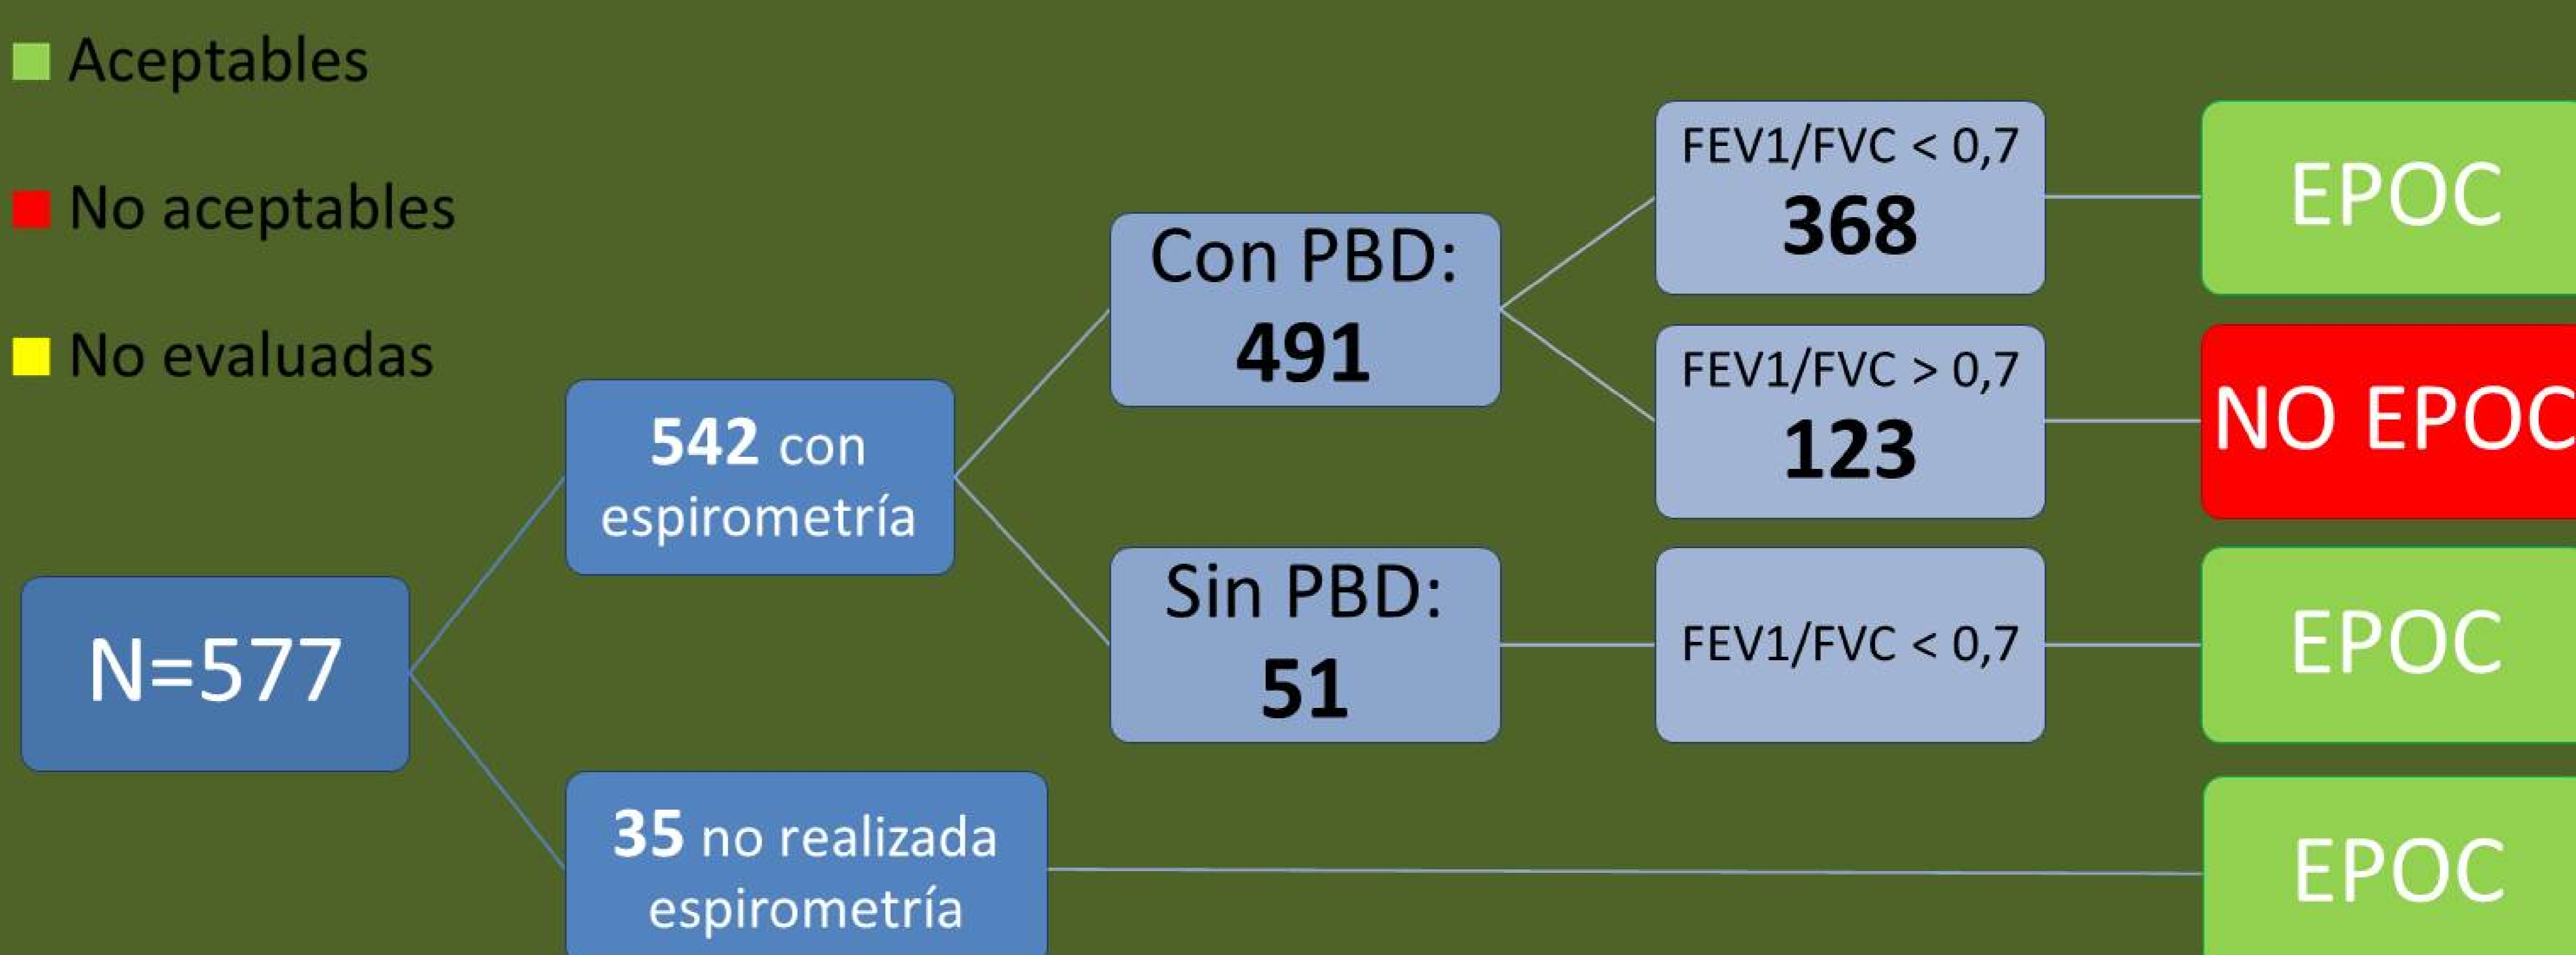 Aceptables
No aceptables
No evaluadas
N=577
542 con
espirometría
35 no realizada
espirometría
Con PBD:
491
Sin PBD:
51
FEV1/FVC < 0,7
368
FEV1/FVC > 0,7
123
FEV1/FVC < 0,7
EPOC
NO EPOC
EPOC
EPOC